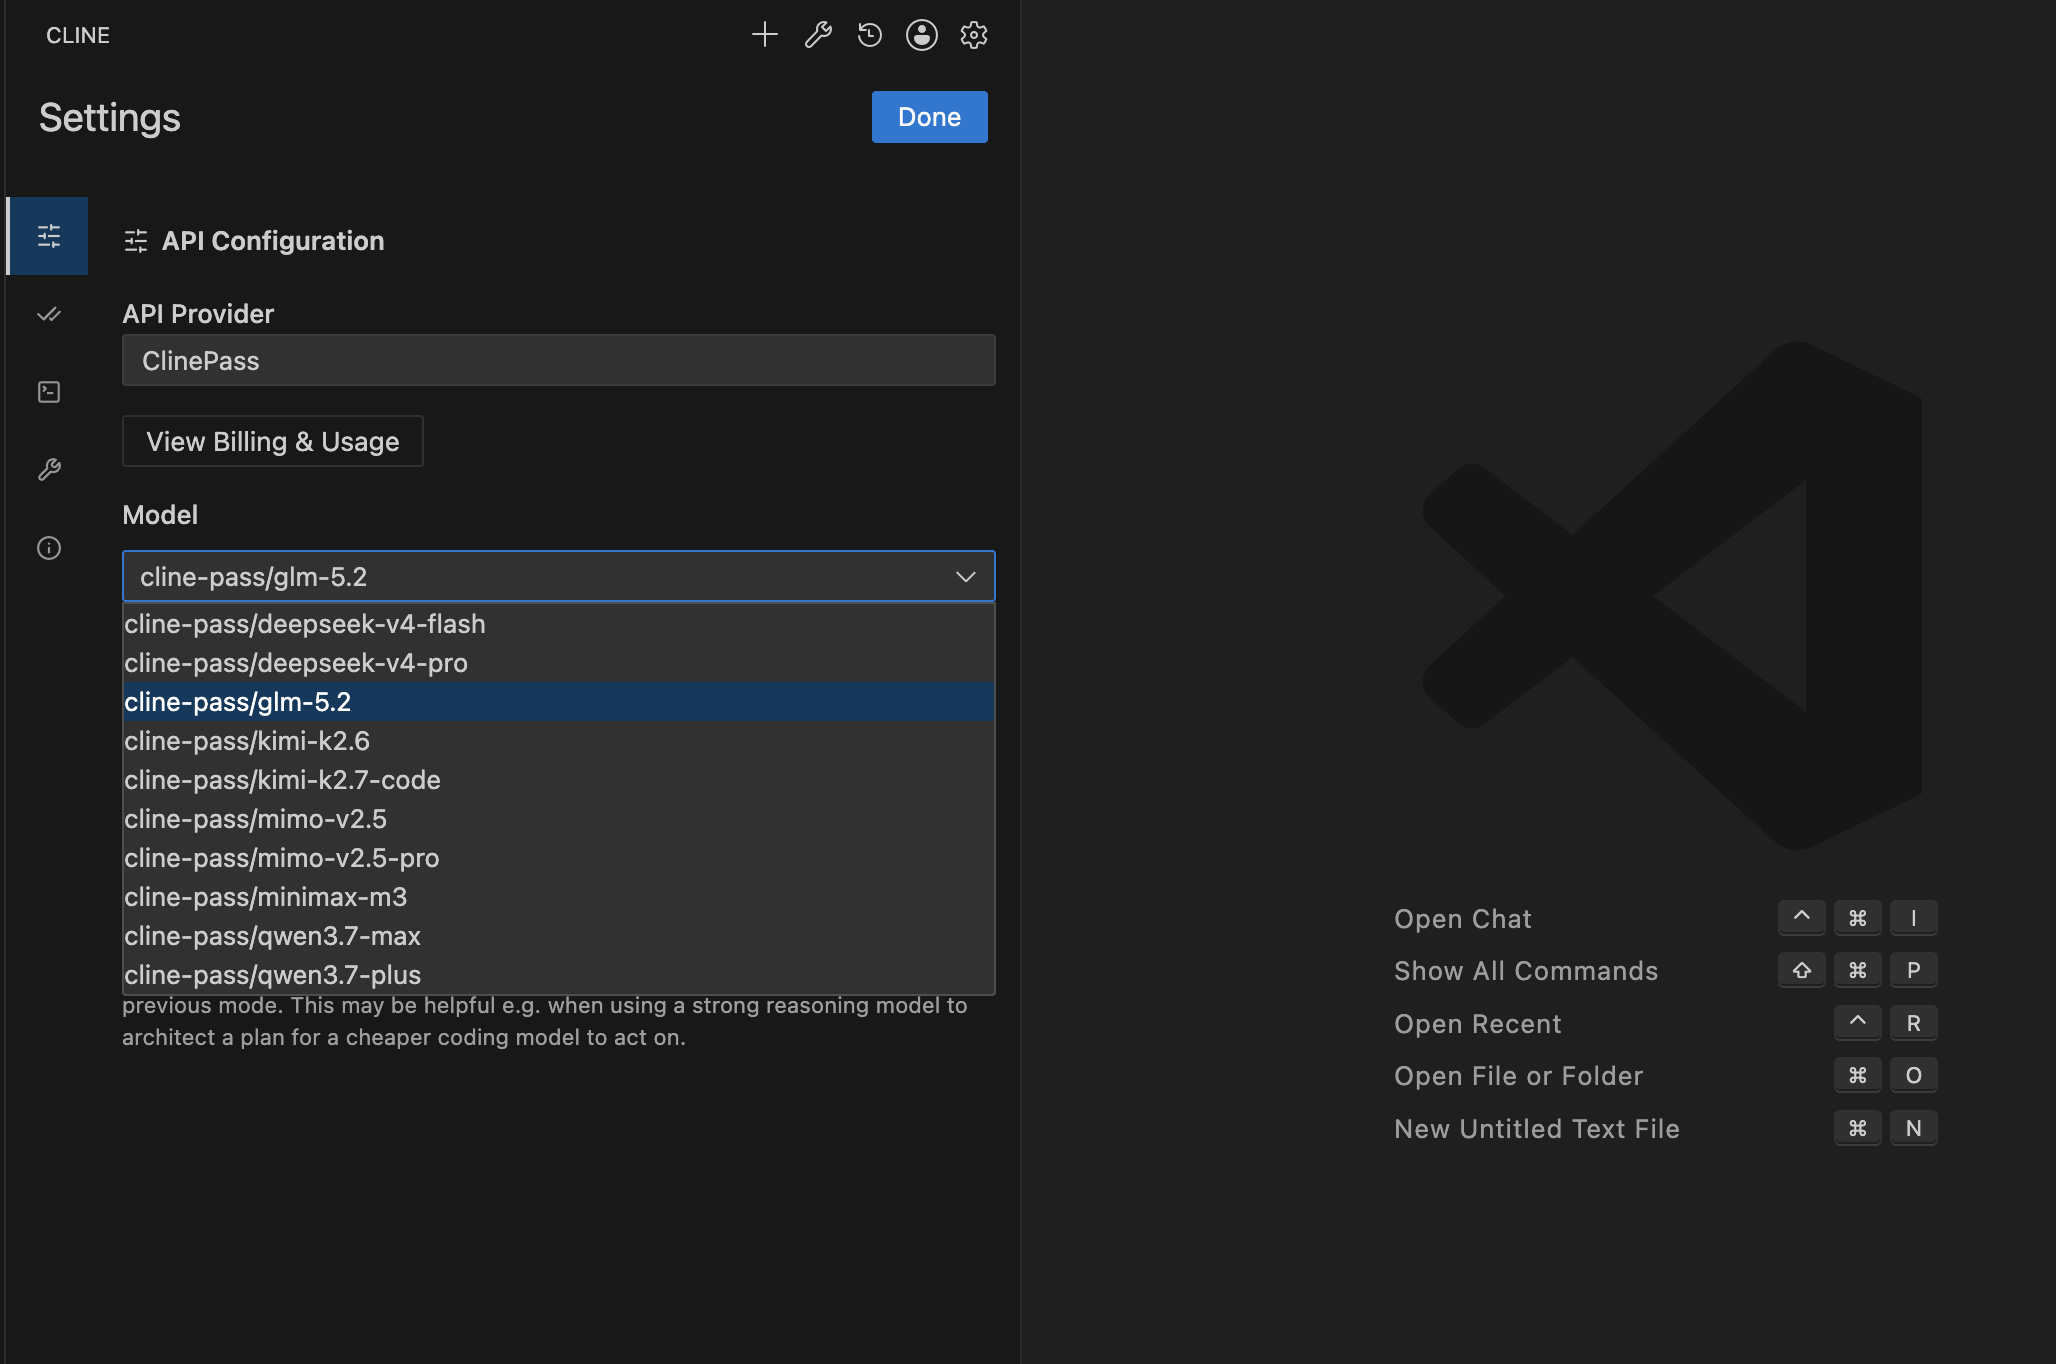 CLINE
Settings
Done
API Configuration
API Provider
ClinePass
View Billing & Usage
Model
cline-pass/glm-5.2
cline-pass/deepseek-v4-flash
cline-pass/deepseek-v4-pro
cline-pass/glm-5.2
cline-pass/kimi-k2.6
cline-pass/kimi-k2.7-code
cline-pass/mimo-v2.5
cline-pass/mimo-v2.5-pro
cline-pass/minimax-m3
cline-pass/qwen3.7-max
cline-pass/qwen3.7-plus
previous mode. This may be helpful e.g. when using a strong reasoning model to
architect a plan for a cheaper coding model to act on.
Open Chat ⌃ ⌘ I
Show All Commands ⇧ ⌘ P
Open Recent ⌃ R
Open File or Folder ⌘ O
New Untitled Text File ⌘ N